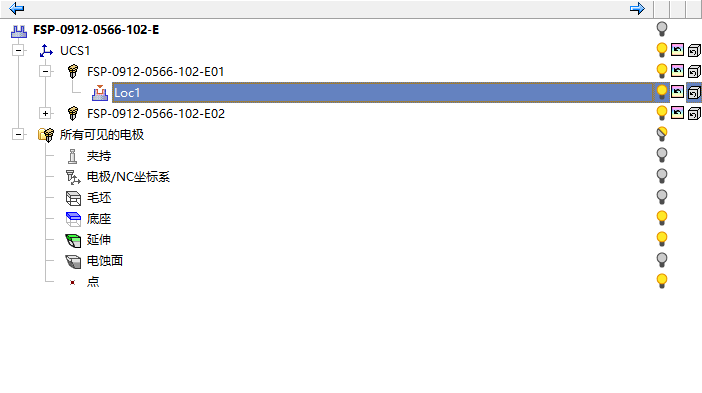 FSP-0912-0566-102-E
UCS1
FSP-0912-0566-102-E01
Loc1
FSP-0912-0566-102-E02
所有可见的电极
夹持
电极/NC坐标系
毛坯
底座
延伸
电蚀面
点